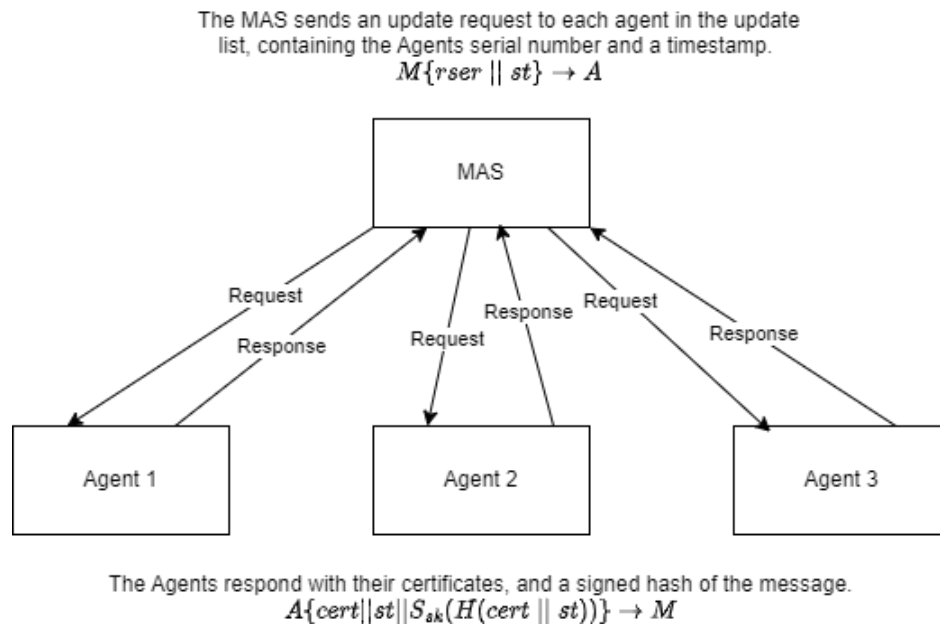 The MAS sends an update request to each agent in the update
list, containing the Agents serial number and a timestamp.
M{rser || st} → A
MAS
Request
Response
Request
Response
Request
Response
Agent 1
Agent 2
Agent 3
The Agents respond with their certificates, and a signed hash of the message.
A{cert||st||S_{sk}(H(cert || st))} → M